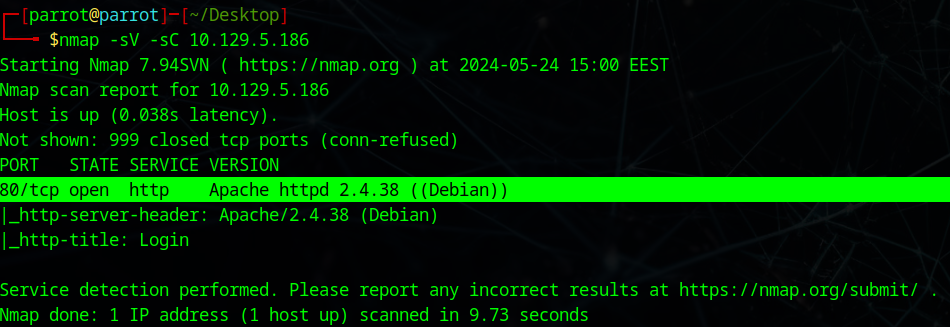 [parrot@parrot]─[~/Desktop]
$nmap -sV -sC 10.129.5.186
Starting Nmap 7.94SVN ( https://nmap.org ) at 2024-05-24 15:00 EEST
Nmap scan report for 10.129.5.186
Host is up (0.038s latency).
Not shown: 999 closed tcp ports (conn-refused)
PORT   STATE SERVICE VERSION
80/tcp open  http    Apache httpd 2.4.38 ((Debian))
|_http-server-header: Apache/2.4.38 (Debian)
|_http-title: Login
Service detection performed. Please report any incorrect results at https://nmap.org/submit/ .
Nmap done: 1 IP address (1 host up) scanned in 9.73 seconds